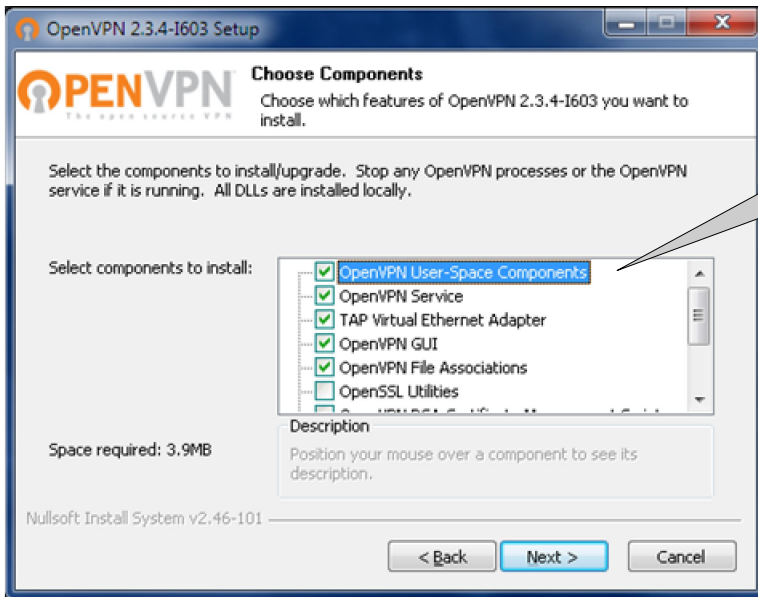 OpenVPN 2.3.4-I603 Setup
OPENVPN
The open source VPN
Choose Components
Choose which features of OpenVPN 2.3.4-I603 you want to
install.
Select the components to install/upgrade. Stop any OpenVPN processes or the OpenVPN
service if it is running. All DLLs are installed locally.
Select components to install:
OpenVPN User-Space Components
OpenVPN Service
TAP Virtual Ethernet Adapter
OpenVPN GUI
OpenVPN File Associations
OpenSSL Utilities
Description
Space required: 3.9MB
Position your mouse over a component to see its
description.
Nullsoft Install System v2.46-101
< Back
Next >
Cancel